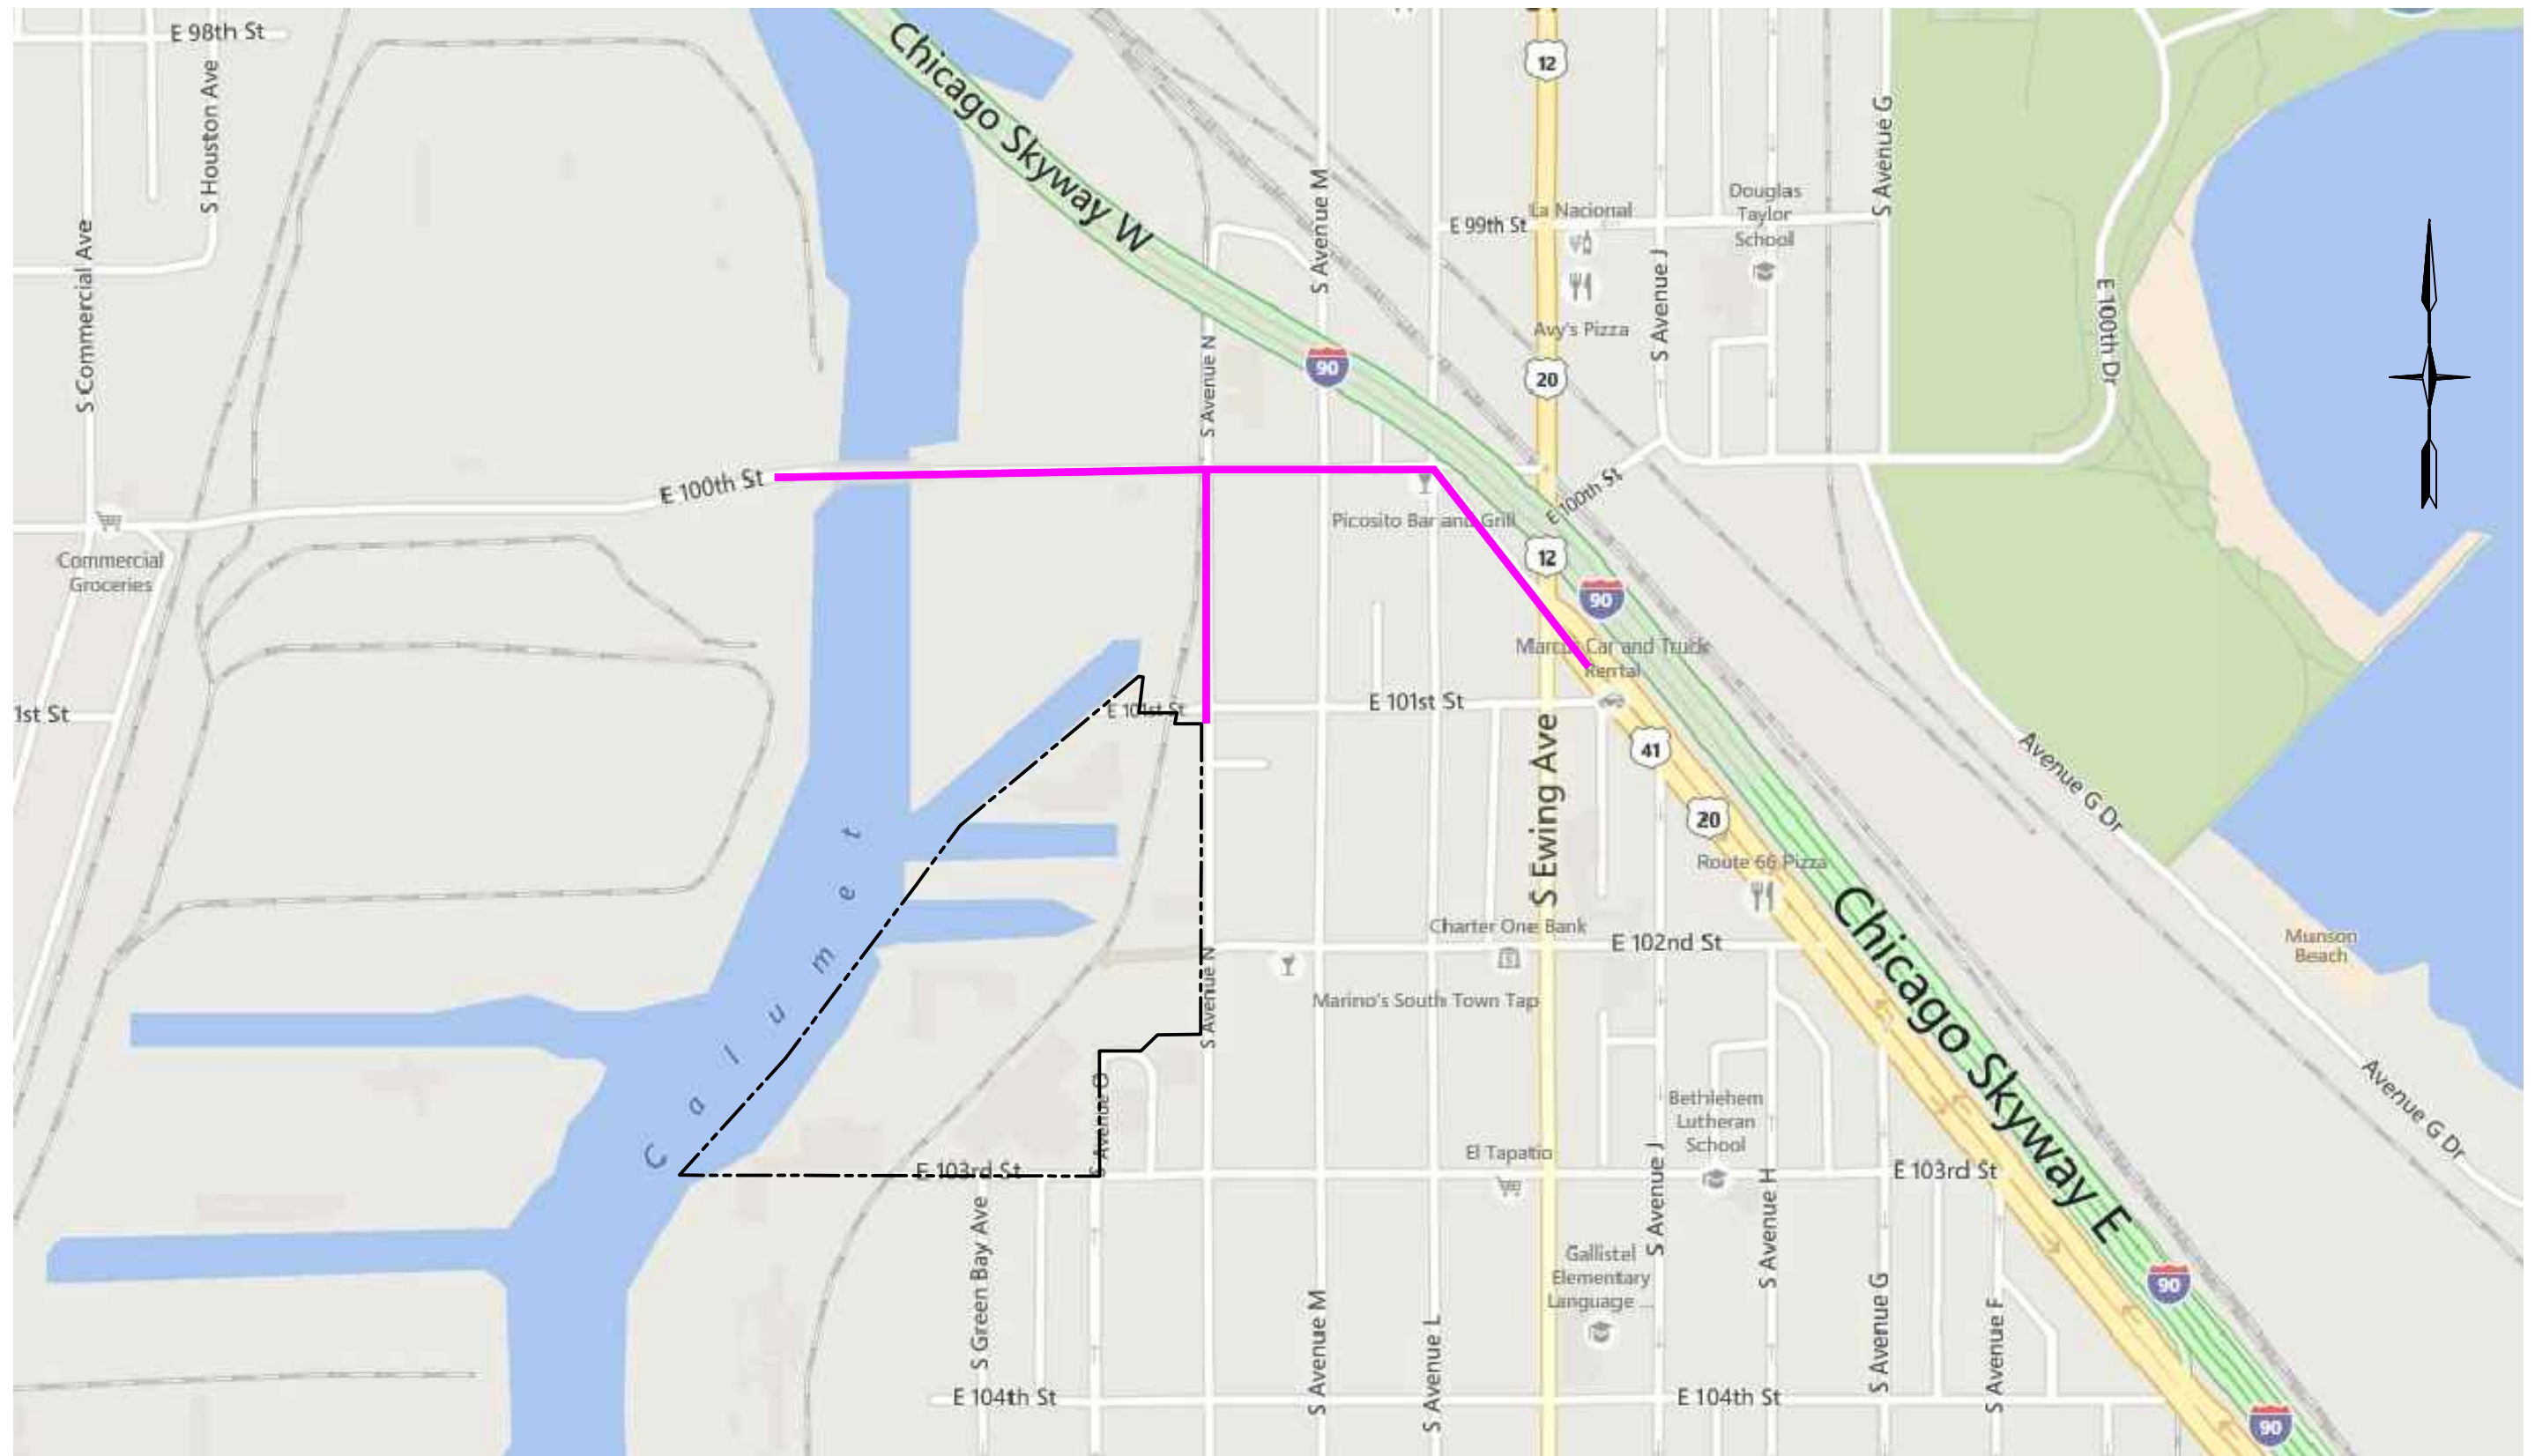 E 98th St
S Houston Ave
S Commercial Ave
Chicago Skyway W
12
S Avenue M
E 99th St
La Nacional
Avy's Pizza
S Avenue J
Douglas
Taylor
School
S Avenue G
E 100th Dr
S Avenue N
90
20
E 100th St
Commercial
Groceries
Picosito Bar and Grill
E 100th St
12
90
Marcus Car and Truck
Rental
1st St
E 101st St
E 101st St
41
S Ewing Ave
20
Route 66 Pizza
Avenue G Dr
Calumet
Charter One Bank
E 102nd St
Chicago Skyway E
Munson
Beach
S Avenue N
Marino's South Town Tap
S Avenue O
Bethlehem
Lutheran
School
Avenue G Dr
El Tapatio
E 103rd St
E 103rd St
S Avenue J
S Avenue H
S Green Bay Ave
Gallistel
Elementary
Language ...
90
S Avenue M
S Avenue L
S Avenue G
S Avenue F
E 104th St
E 104th St
90